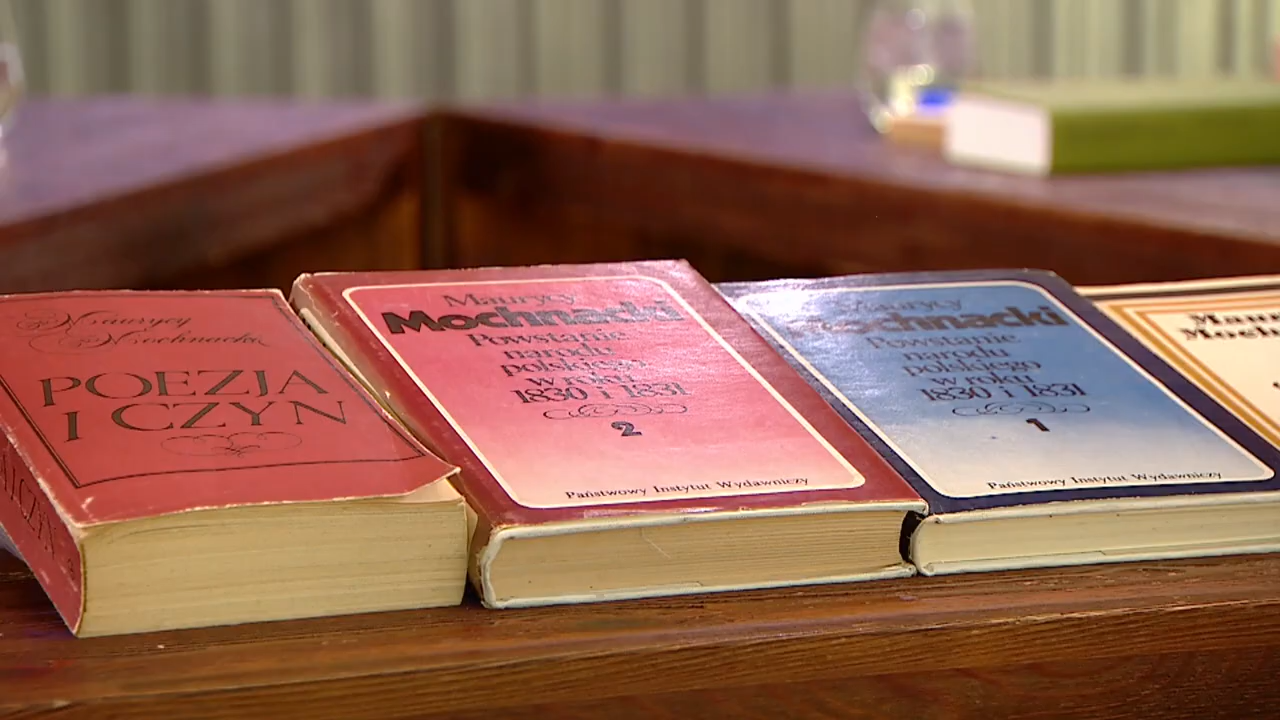 Maurycy
Mochnacki
POEZJA
I CZYN
I CZYN
Maurycy
Mochnacki
Powstanie
narodu
polskiego
w roku
1830 i 1831
2
Państwowy Instytut Wydawniczy
Maurycy
Mochnacki
Powstanie
narodu
polskiego
w roku
1830 i 1831
1
Państwowy Instytut Wydawniczy